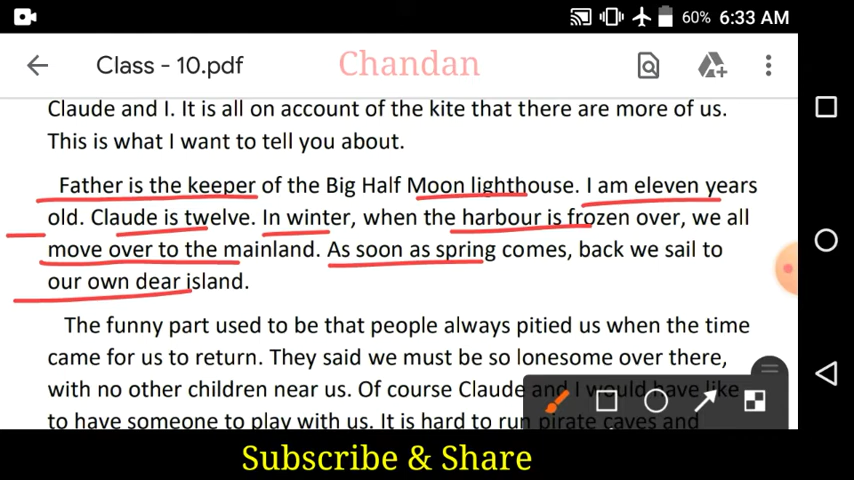 60% 6:33 AM
Class - 10.pdf
Chandan
Claude and I. It is all on account of the kite that there are more of us.
This is what I want to tell you about.
Father is the keeper of the Big Half Moon lighthouse. I am eleven years
old. Claude is twelve. In winter, when the harbour is frozen over, we all
move over to the mainland. As soon as spring comes, back we sail to
our own dear island.
The funny part used to be that people always pitied us when the time
came for us to return. They said we must be so lonesome over there,
with no other children near us. Of course Claude and I would have like
to have someone to play with us. It is hard to run pirate caves and
Subscribe & Share